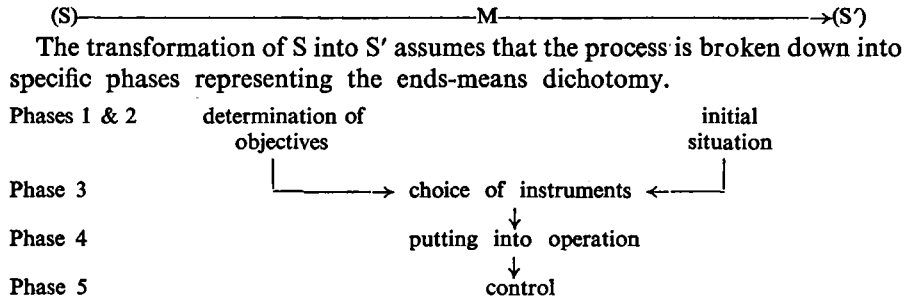 (S) M (S′)
The transformation of S into S′ assumes that the process is broken down into
specific phases representing the ends-means dichotomy.
Phases 1 & 2 determination of initial
objectives situation
Phase 3 choice of instruments
Phase 4 putting into operation
Phase 5 control